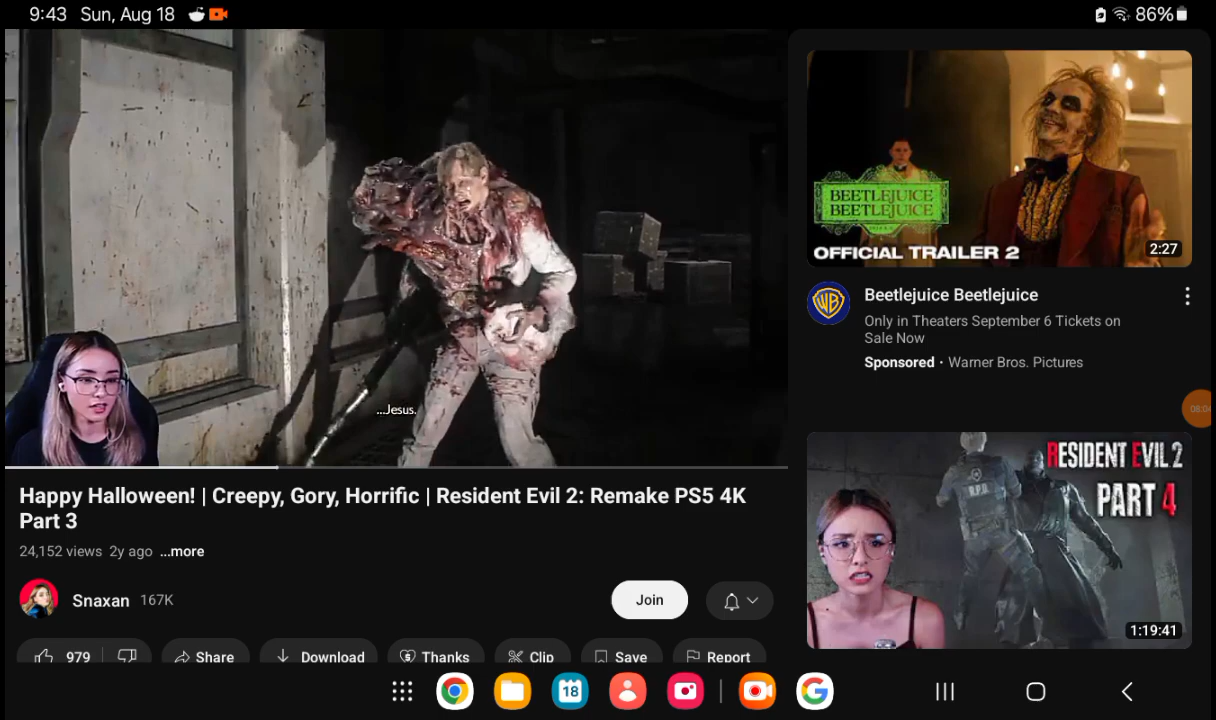 9:43 Sun, Aug 18
86%
...Jesus.
Happy Halloween! | Creepy, Gory, Horrific | Resident Evil 2: Remake PS5 4K
Part 3
24,152 views 2y ago ...more
Snaxan 167K
Join
979
Share
Download
Thanks
Clip
Save
Report
BEETLEJUICE
BEETLEJUICE
OFFICIAL TRAILER 2
2:27
WB
Beetlejuice Beetlejuice
Only in Theaters September 6 Tickets on
Sale Now
Sponsored · Warner Bros. Pictures
RESIDENT EVIL 2
PART 4
R.P.D.
1:19:41
18